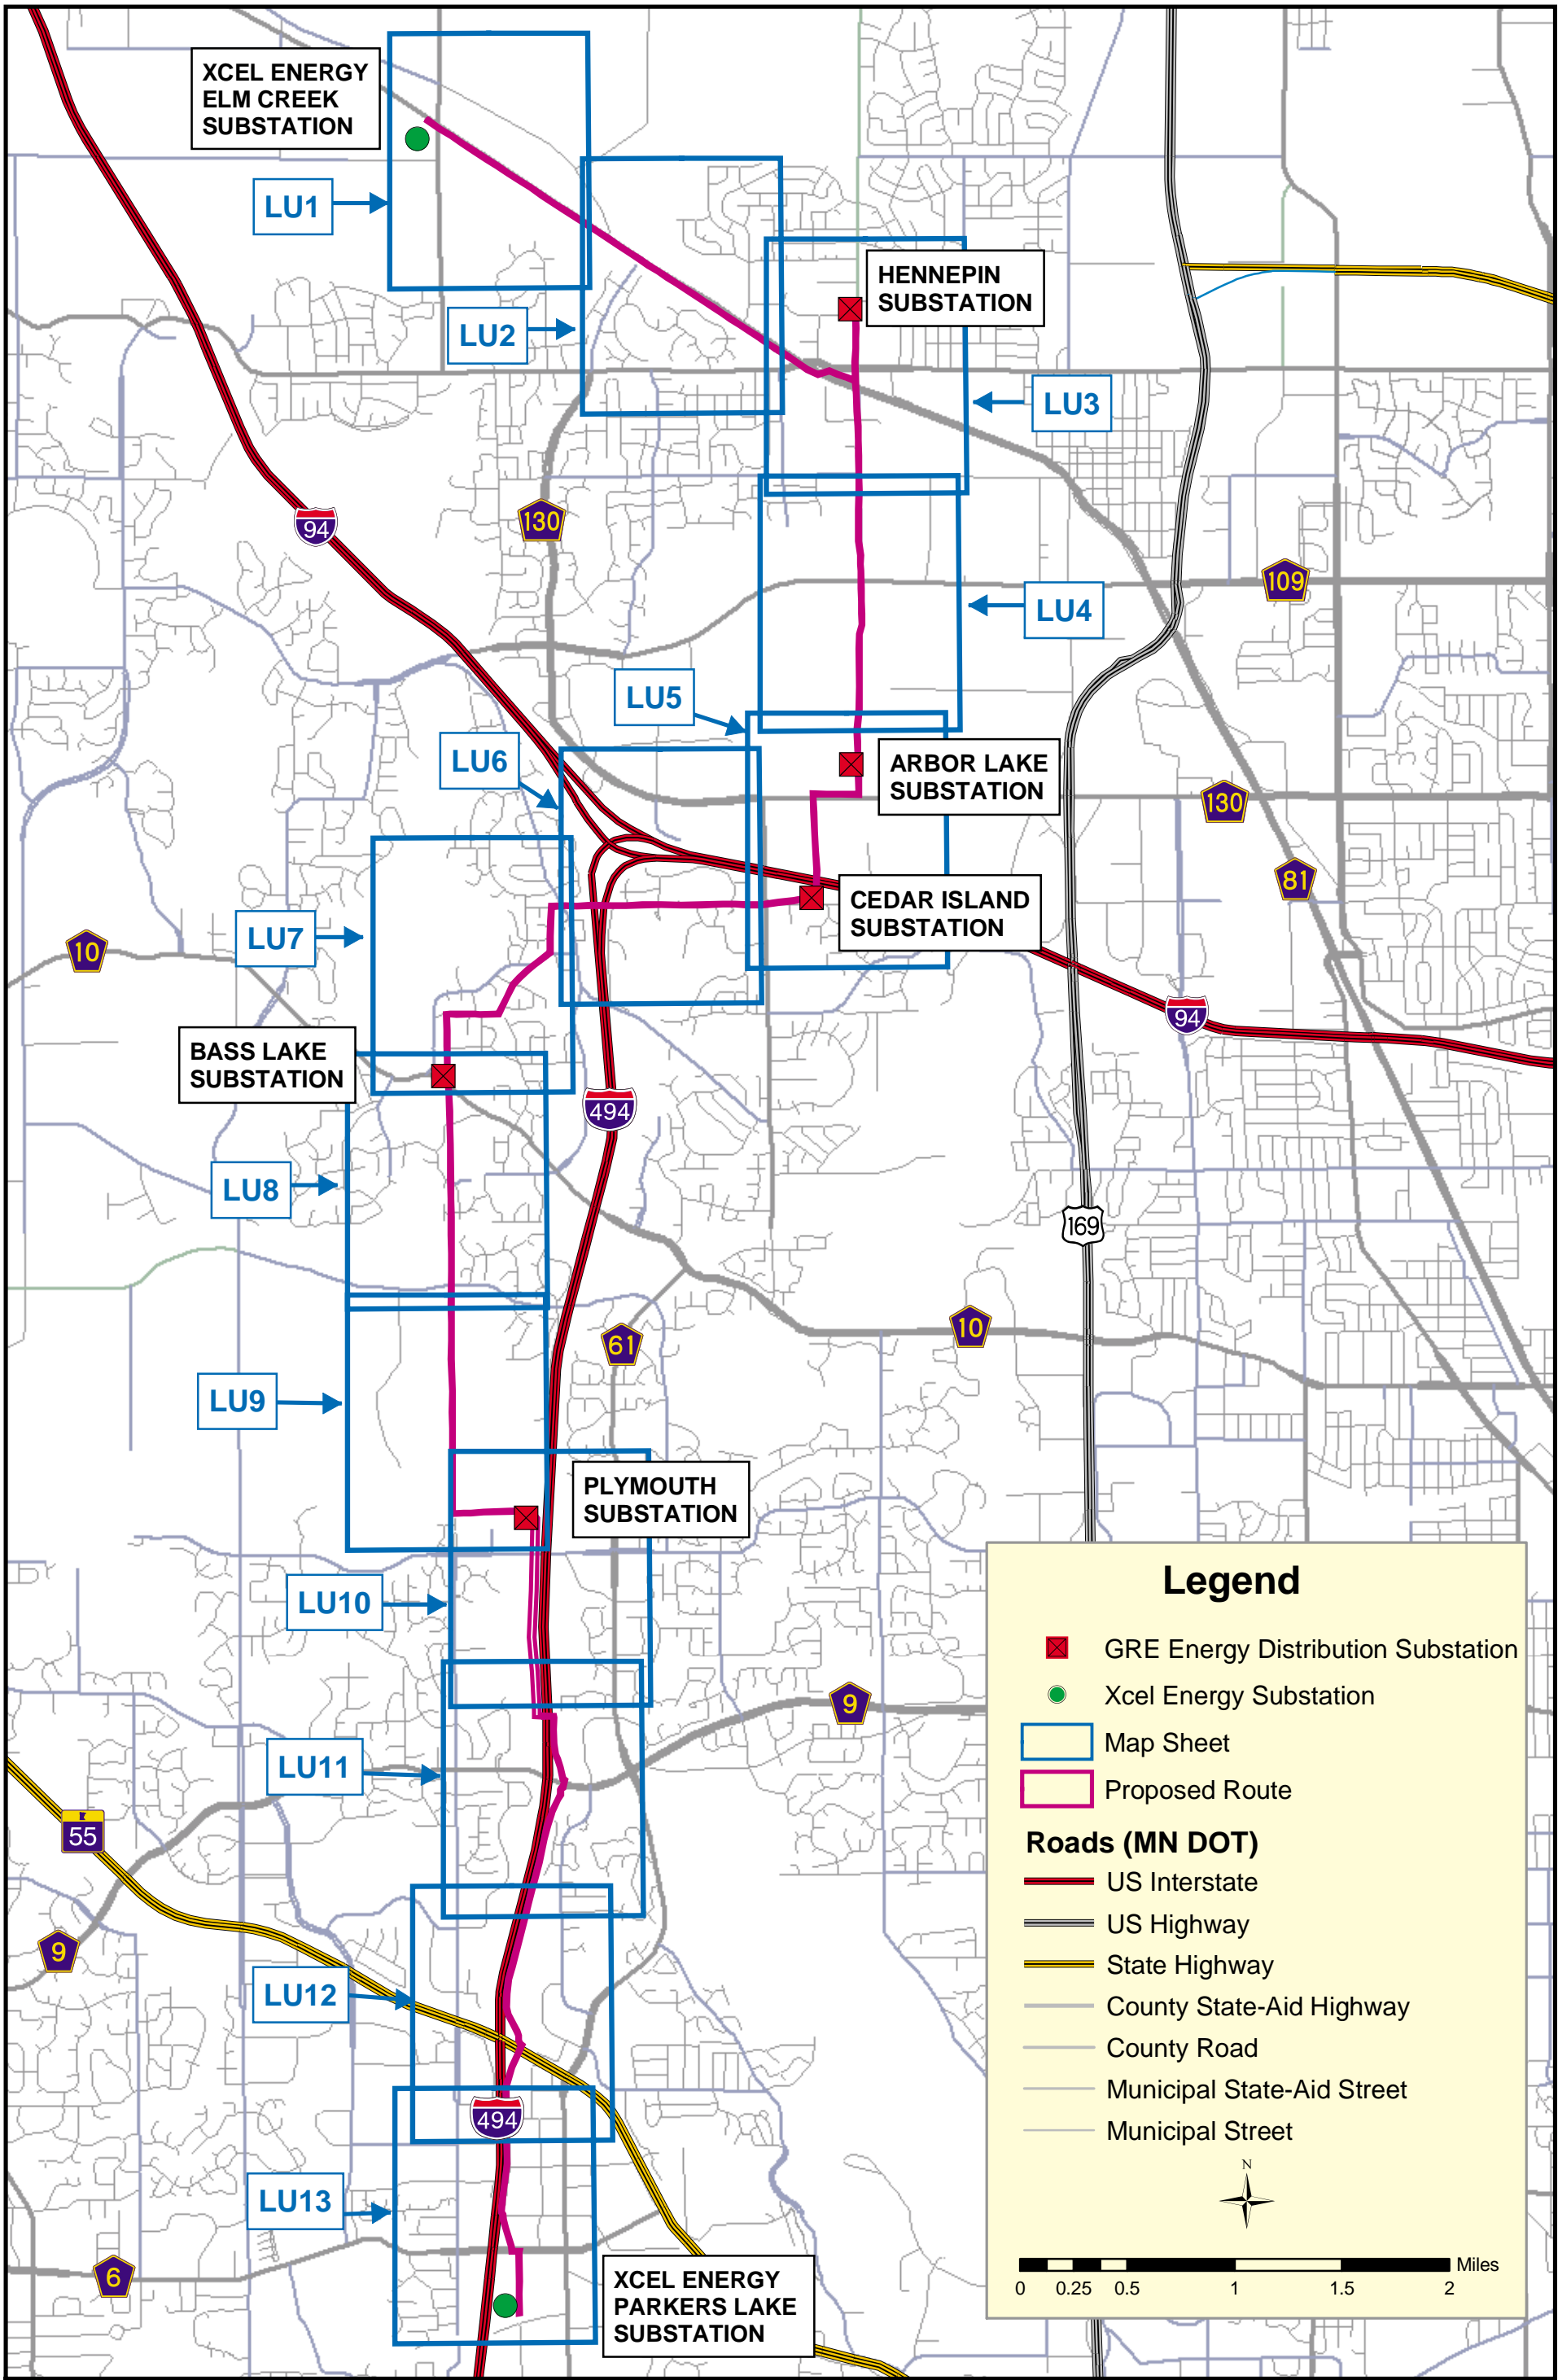 XCEL ENERGY
ELM CREEK
SUBSTATION
LU1
HENNEPIN
SUBSTATION
LU2
LU3
94
130
109
LU4
LU5
LU6
ARBOR LAKE
SUBSTATION
130
81
CEDAR ISLAND
SUBSTATION
LU7
10
94
BASS LAKE
SUBSTATION
494
LU8
169
10
61
LU9
PLYMOUTH
SUBSTATION
LU10
9
LU11
55
9
LU12
494
LU13
6
XCEL ENERGY
PARKERS LAKE
SUBSTATION
Legend
GRE Energy Distribution Substation
Xcel Energy Substation
Map Sheet
Proposed Route
Roads (MN DOT)
US Interstate
US Highway
State Highway
County State-Aid Highway
County Road
Municipal State-Aid Street
Municipal Street
N
Miles
0 0.25 0.5 1 1.5 2